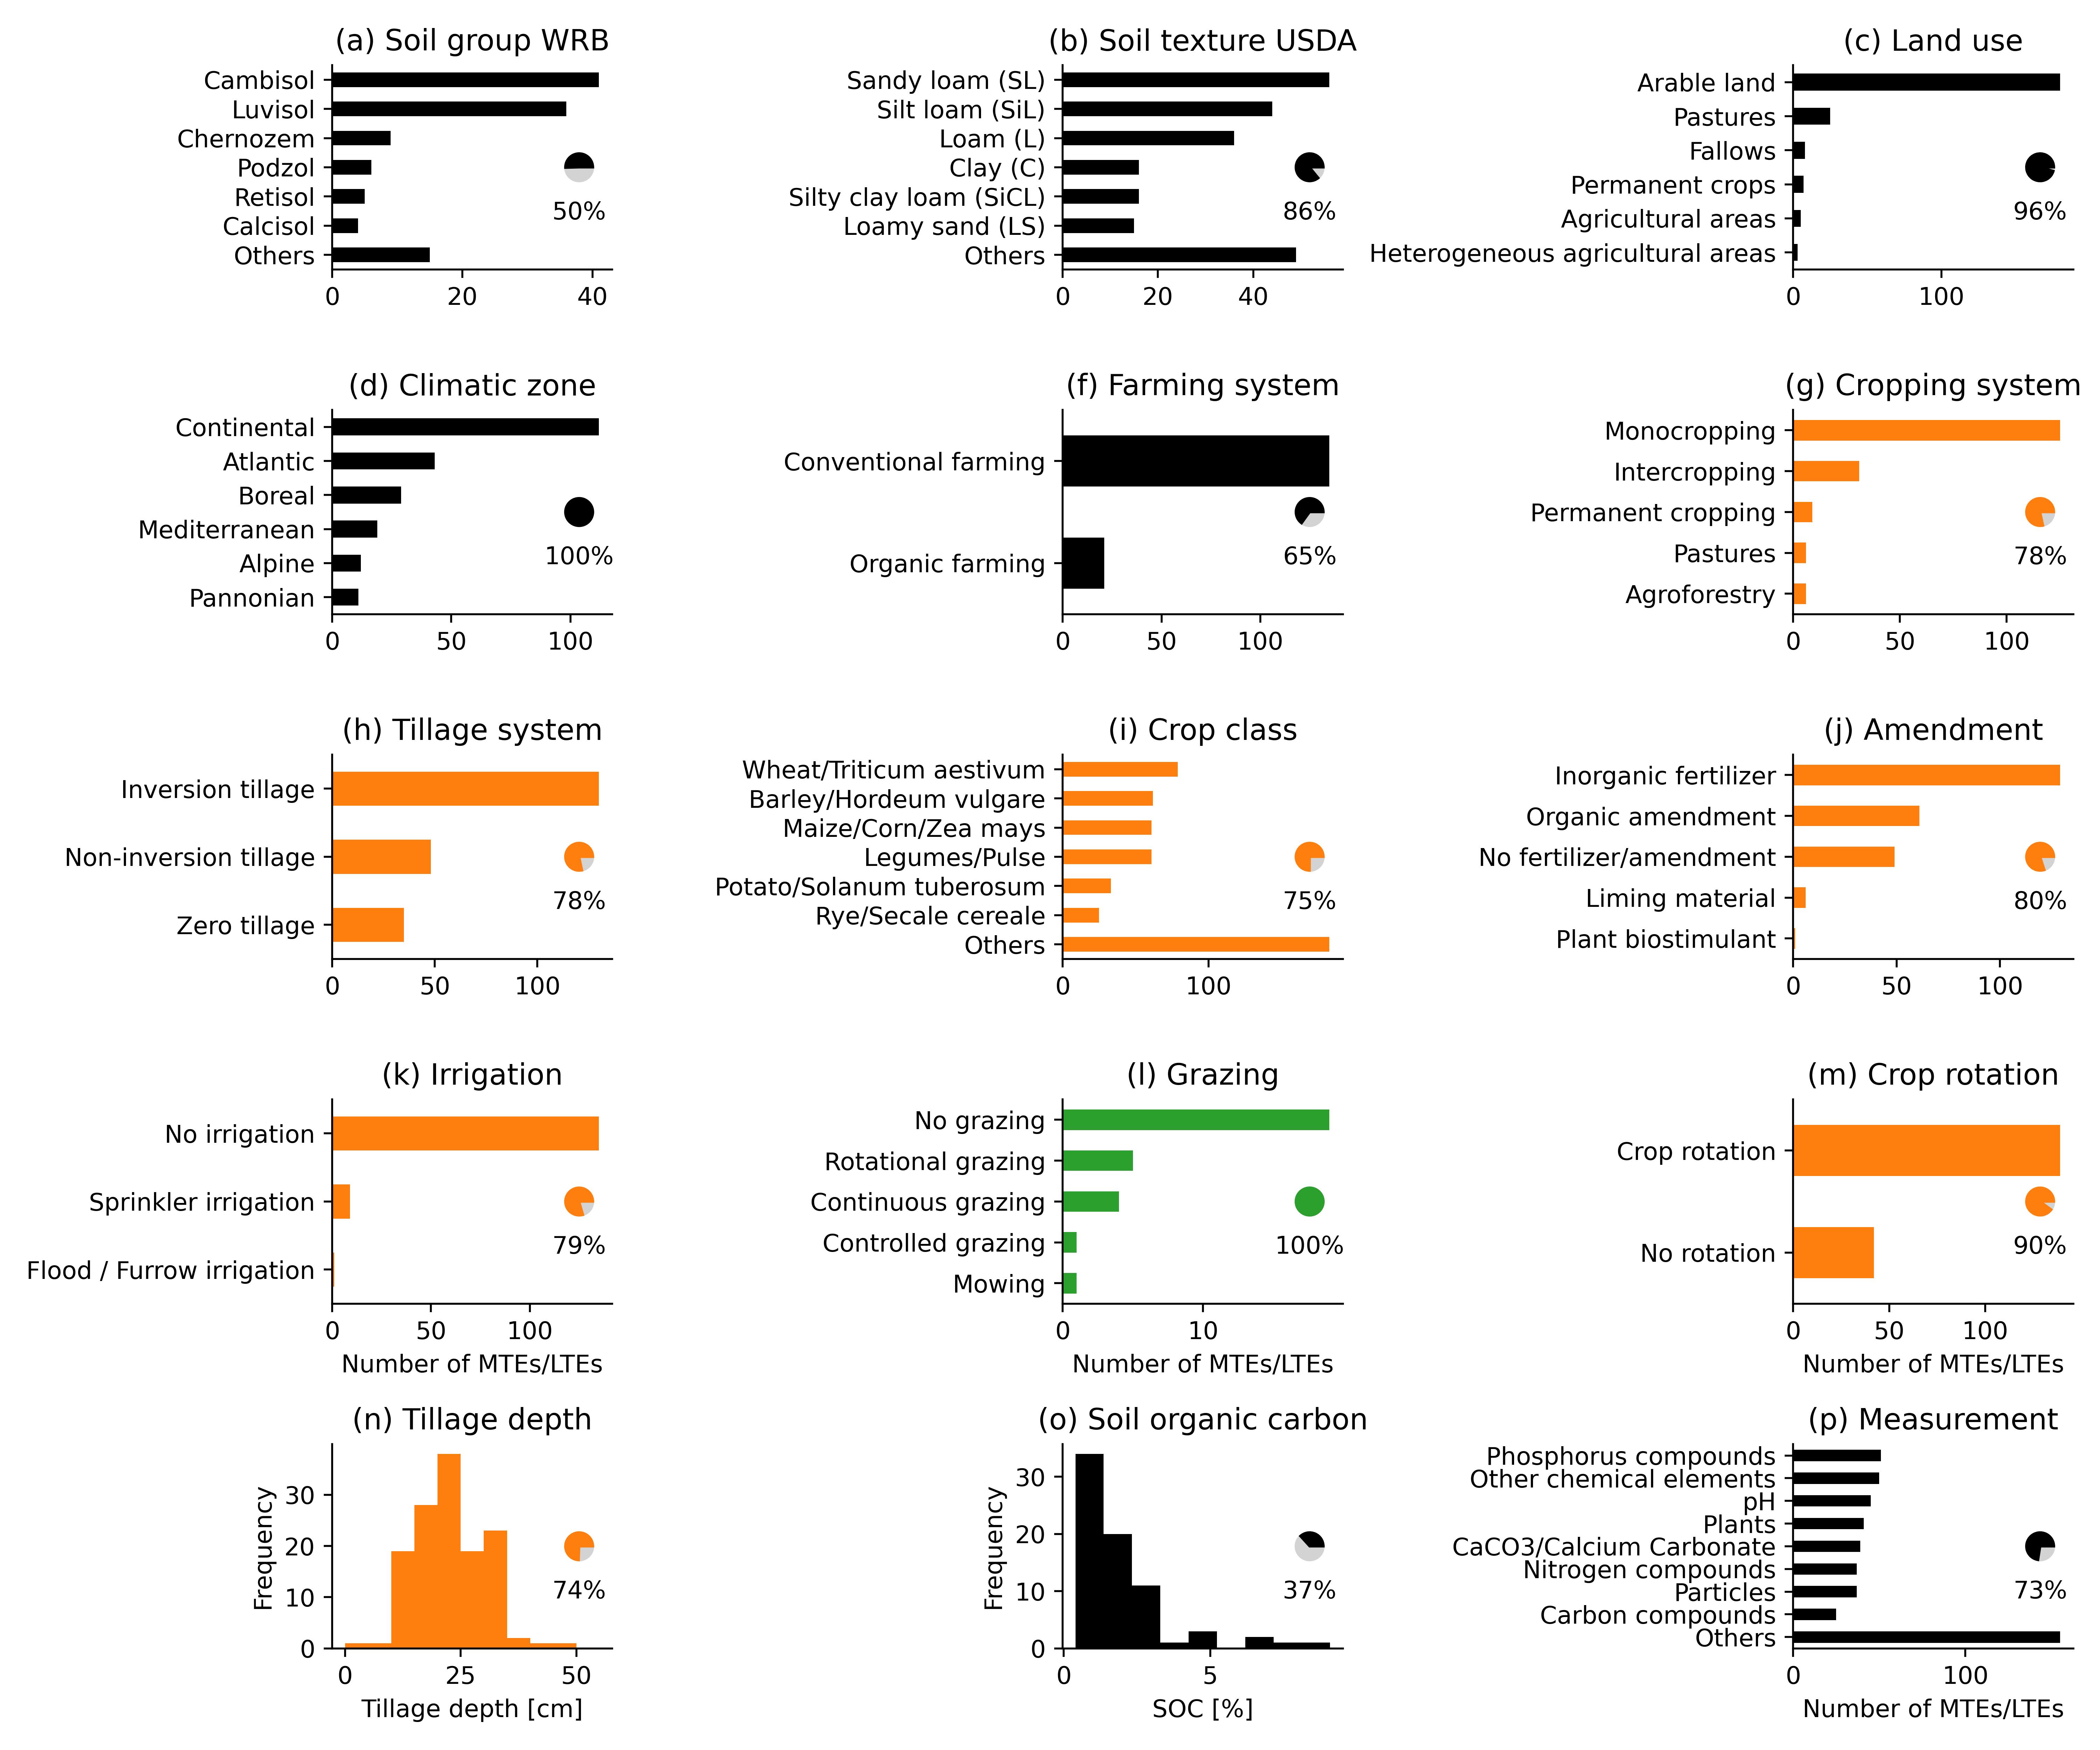 (a) Soil group WRB
Cambisol
Luvisol
Chernozem
Podzol
Retisol
Calcisol
Others
50%
0 20 40
(b) Soil texture USDA
Sandy loam (SL)
Silt loam (SiL)
Loam (L)
Clay (C)
Silty clay loam (SiCL)
Loamy sand (LS)
Others
86%
0 20 40
(c) Land use
Arable land
Pastures
Fallows
Permanent crops
Agricultural areas
Heterogeneous agricultural areas
96%
0 100
(d) Climatic zone
Continental
Atlantic
Boreal
Mediterranean
Alpine
Pannonian
100%
0 50 100
(f) Farming system
Conventional farming
Organic farming
65%
0 50 100
(g) Cropping system
Monocropping
Intercropping
Permanent cropping
Pastures
Agroforestry
78%
0 50 100
(h) Tillage system
Inversion tillage
Non-inversion tillage
Zero tillage
78%
0 50 100
(i) Crop class
Wheat/Triticum aestivum
Barley/Hordeum vulgare
Maize/Corn/Zea mays
Legumes/Pulse
Potato/Solanum tuberosum
Rye/Secale cereale
Others
75%
0 100
(j) Amendment
Inorganic fertilizer
Organic amendment
No fertilizer/amendment
Liming material
Plant biostimulant
80%
0 50 100
(k) Irrigation
No irrigation
Sprinkler irrigation
Flood / Furrow irrigation
79%
0 50 100
Number of MTEs/LTEs
(l) Grazing
No grazing
Rotational grazing
Continuous grazing
Controlled grazing
Mowing
100%
0 10
Number of MTEs/LTEs
(m) Crop rotation
Crop rotation
No rotation
90%
0 50 100
Number of MTEs/LTEs
(n) Tillage depth
Frequency
30
20
10
0
74%
0 25 50
Tillage depth [cm]
(o) Soil organic carbon
Frequency
30
20
10
0
37%
0 5
SOC [%]
(p) Measurement
Phosphorus compounds
Other chemical elements
pH
Plants
CaCO3/Calcium Carbonate
Nitrogen compounds
Particles
Carbon compounds
Others
73%
0 100
Number of MTEs/LTEs